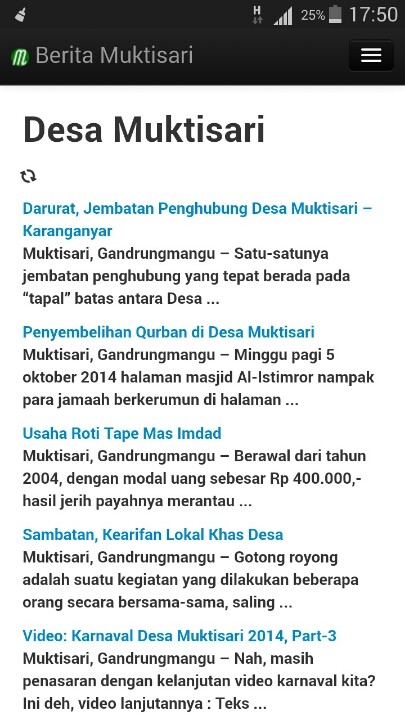 H 25% 17:50
m Berita Muktisari
Desa Muktisari
Darurat, Jembatan Penghubung Desa Muktisari –
Karanganyar
Muktisari, Gandrungmangu – Satu-satunya
jembatan penghubung yang tepat berada pada
“tapal” batas antara Desa ...
Penyembelihan Qurban di Desa Muktisari
Muktisari, Gandrungmangu – Minggu pagi 5
oktober 2014 halaman masjid Al-Istimror nampak
para jamaah berkerumun di halaman ...
Usaha Roti Tape Mas Imdad
Muktisari, Gandrungmangu – Berawal dari tahun
2004, dengan modal uang sebesar Rp 400.000,-
hasil jerih payahnya merantau ...
Sambatan, Kearifan Lokal Khas Desa
Muktisari, Gandrungmangu – Gotong royong
adalah suatu kegiatan yang dilakukan beberapa
orang secara bersama-sama, saling ...
Video: Karnaval Desa Muktisari 2014, Part-3
Muktisari, Gandrungmangu – Nah, masih
penasaran dengan kelanjutan video karnaval kita?
Ini deh, video lanjutannya : Teks ...